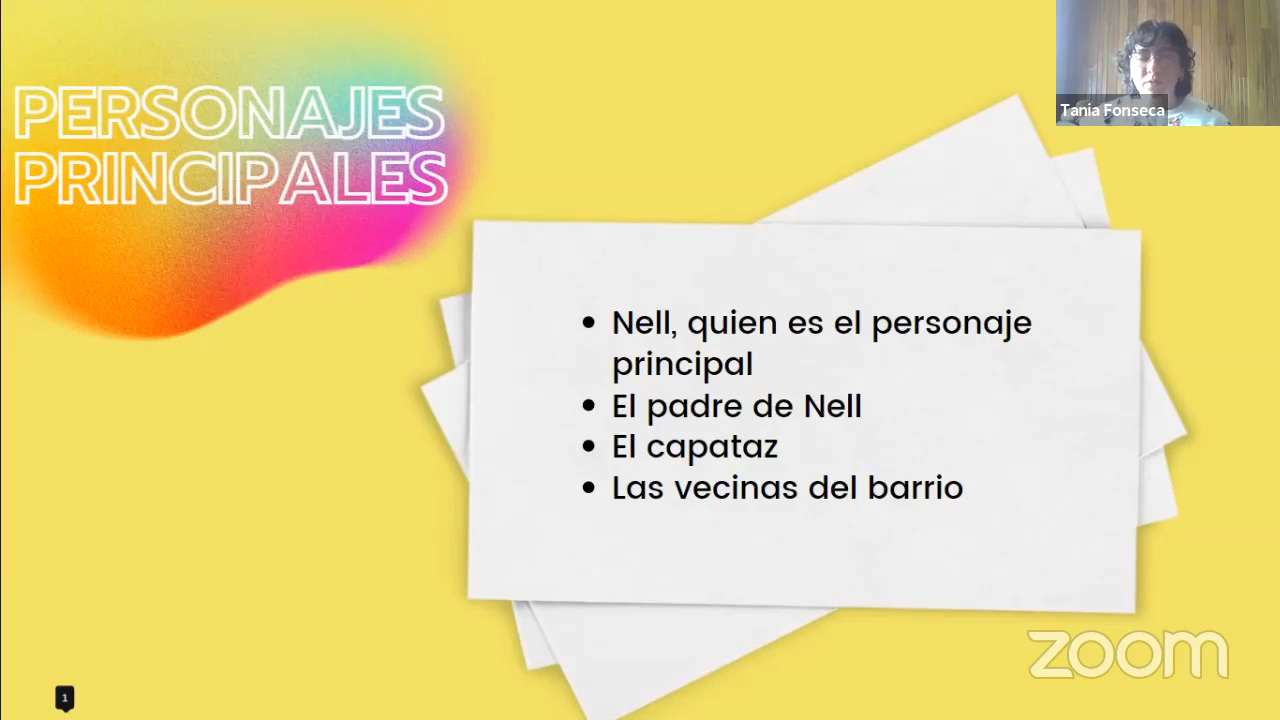 PERSONAJES
PRINCIPALES
Tania Fonseca
• Nell, quien es el personaje
principal
• El padre de Nell
• El capataz
• Las vecinas del barrio
zoom
1